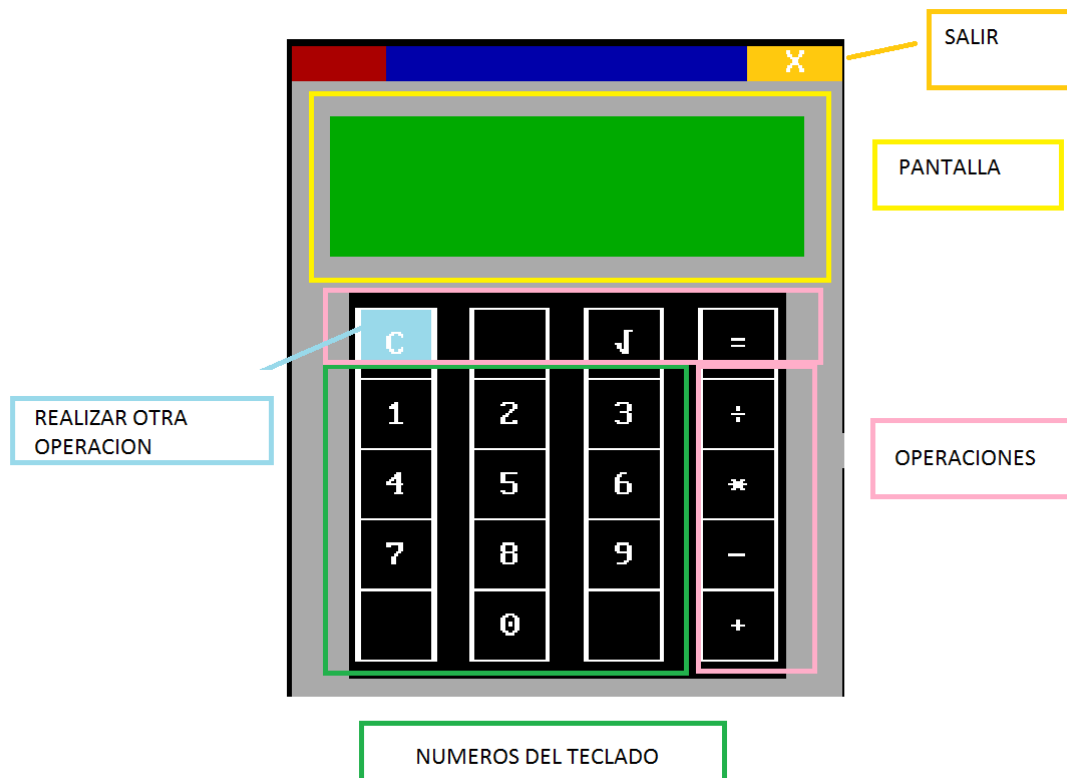 SALIR
X
PANTALLA
C √ =
1 2 3 ÷
REALIZAR OTRA
OPERACION
4 5 6 *
OPERACIONES
7 8 9 -
0 +
NUMEROS DEL TECLADO